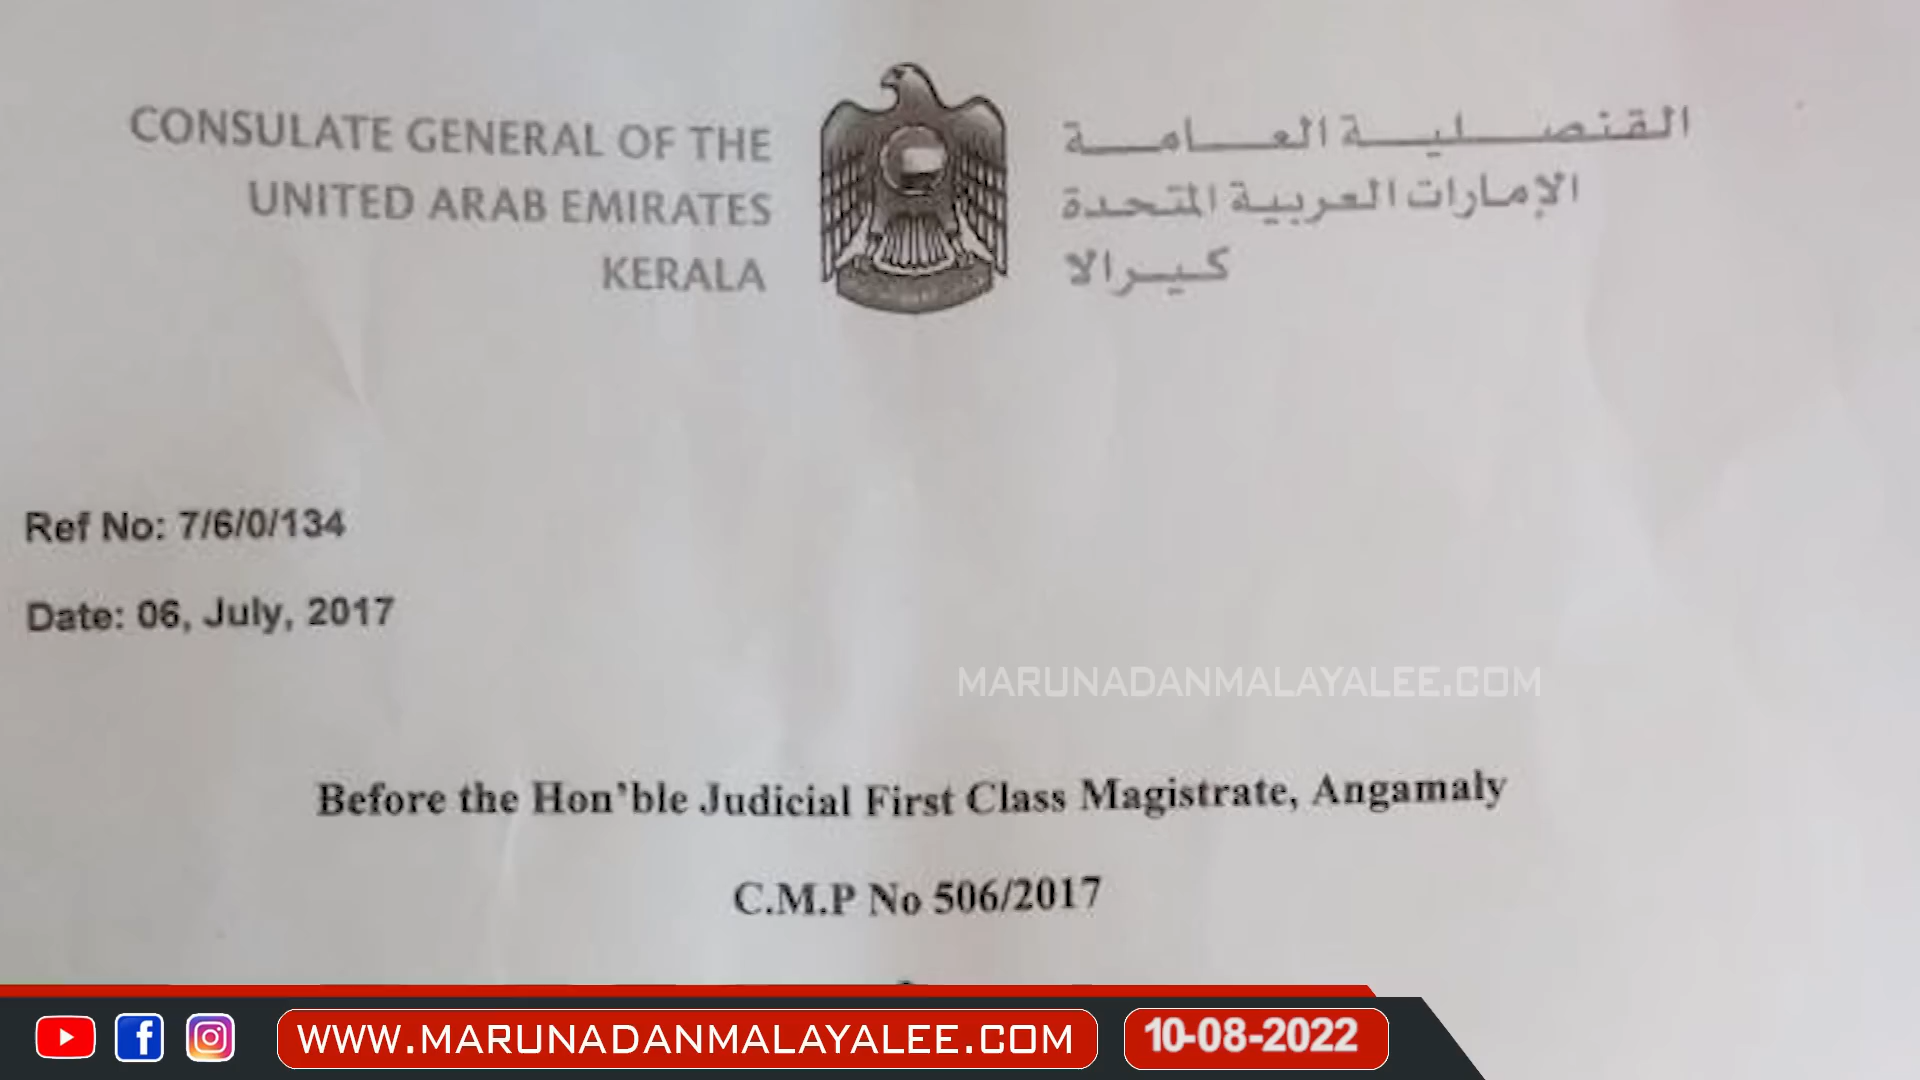 CONSULATE GENERAL OF THE
UNITED ARAB EMIRATES
KERALA
القنصلية العامة
الإمارات العربية المتحدة
كيرالا
Ref No: 7/6/0/134
Date: 06, July, 2017
MARUNADANMALAYALEE.COM
Before the Hon'ble Judicial First Class Magistrate, Angamaly
C.M.P No 506/2017
WWW.MARUNADANMALAYALEE.COM
10-08-2022